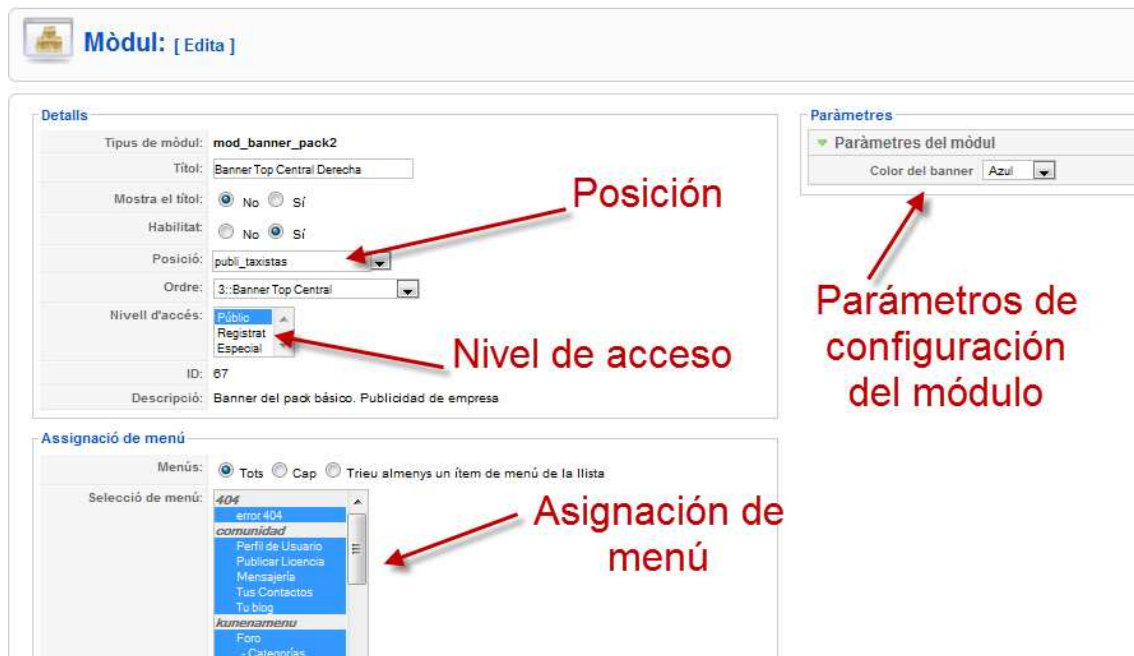 Mòdul: [ Edita ]
Detalls
Tipus de mòdul: mod_banner_pack2
Títol: Banner Top Central Derecha
Mostra el títol: No Sí
Habilitat: No Sí
Posició: publi_taxistas
Ordre: 3::Banner Top Central
Nivell d'accés: Públic
Registrat
Especial
ID: 67
Descripció: Banner del pack básico. Publicidad de empresa
Posición
Nivel de acceso
Paràmetres
Paràmetres del mòdul
Color del banner Azul
Parámetros de
configuración
del módulo
Assignació de menú
Menús: Tots Cap Trieu almenys un ítem de menú de la llista
Selecció de menú: 404
error 404
comunidad
Perfil de Usuario
Publicar Licencia
Mensajería
Tus Contactos
Tu blog
kunenamenu
Foro
- Categorías
Asignación de
menú